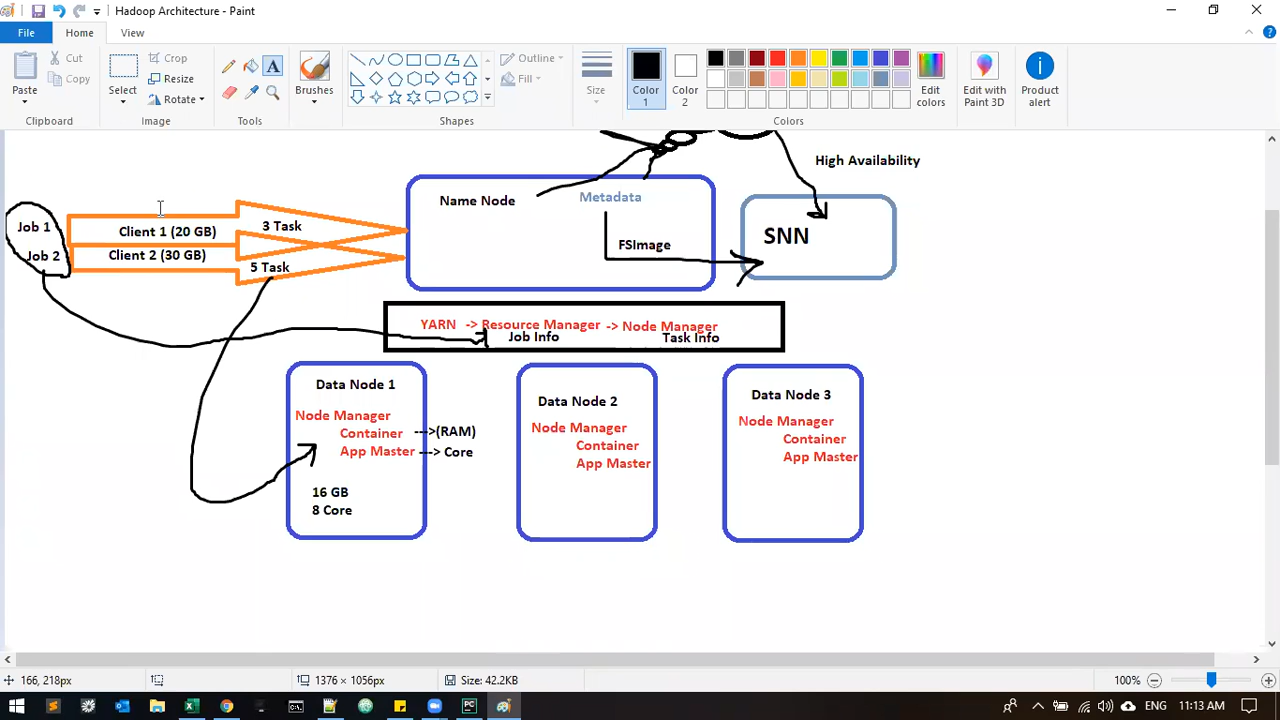 Hadoop Architecture - Paint
File
Home
View
Paste
Cut
Copy
Clipboard
Select
Crop
Resize
Rotate
Image
Tools
Brushes
Shapes
Outline
Fill
Size
Color 1
Color 2
Colors
Edit colors
Edit with Paint 3D
Product alert
High Availability
Name Node
Metadata
Job 1
Client 1 (20 GB)
3 Task
FSImage
SNN
Job 2
Client 2 (30 GB)
5 Task
YARN -> Resource Manager -> Node Manager
Job Info
Task Info
Data Node 1
Node Manager
Container --->(RAM)
App Master ---> Core
16 GB
8 Core
Data Node 2
Node Manager
Container
App Master
Data Node 3
Node Manager
Container
App Master
166, 218px
1376 × 1056px
Size: 42.2KB
100%
ENG
11:13 AM